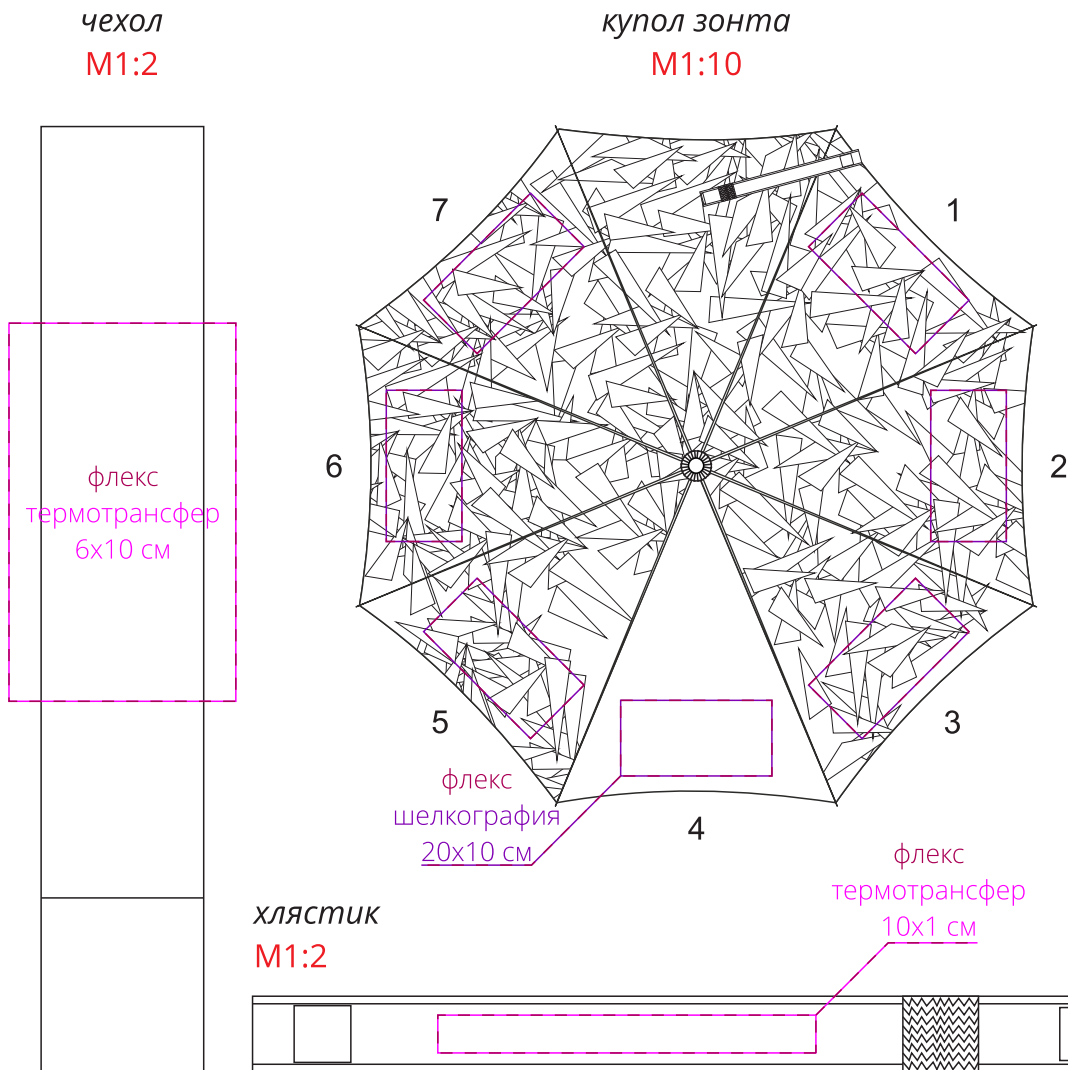 чехол
М1:2
купол зонта
М1:10
7
1
6
2
флекс
термотрансфер
6х10 см
5
3
4
флекс
шелкография
20х10 см
флекс
термотрансфер
10х1 см
хлястик
М1:2